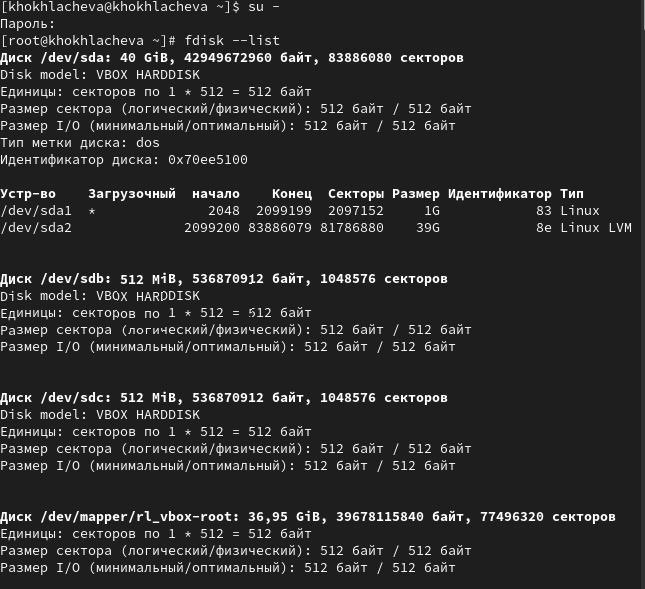 [khokhlacheva@khokhlacheva ~]$ su -
Пароль:
[root@khokhlacheva ~]# fdisk --list
Диск /dev/sda: 40 GiB, 42949672960 байт, 83886080 секторов
Disk model: VBOX HARDDISK
Единицы: секторов по 1 * 512 = 512 байт
Размер сектора (логический/физический): 512 байт / 512 байт
Размер I/O (минимальный/оптимальный): 512 байт / 512 байт
Тип метки диска: dos
Идентификатор диска: 0x70ee5100
Устр-во    Загрузочный  начало    Конец  Секторы Размер Идентификатор Тип
/dev/sda1  *              2048  2099199  2097152     1G            83 Linux
/dev/sda2              2099200 83886079 81786880    39G            8e Linux LVM
Диск /dev/sdb: 512 MiB, 536870912 байт, 1048576 секторов
Disk model: VBOX HARDDISK
Единицы: секторов по 1 * 512 = 512 байт
Размер сектора (логический/физический): 512 байт / 512 байт
Размер I/O (минимальный/оптимальный): 512 байт / 512 байт
Диск /dev/sdc: 512 MiB, 536870912 байт, 1048576 секторов
Disk model: VBOX HARDDISK
Единицы: секторов по 1 * 512 = 512 байт
Размер сектора (логический/физический): 512 байт / 512 байт
Размер I/O (минимальный/оптимальный): 512 байт / 512 байт
Диск /dev/mapper/rl_vbox-root: 36,95 GiB, 39678115840 байт, 77496320 секторов
Единицы: секторов по 1 * 512 = 512 байт
Размер сектора (логический/физический): 512 байт / 512 байт
Размер I/O (минимальный/оптимальный): 512 байт / 512 байт